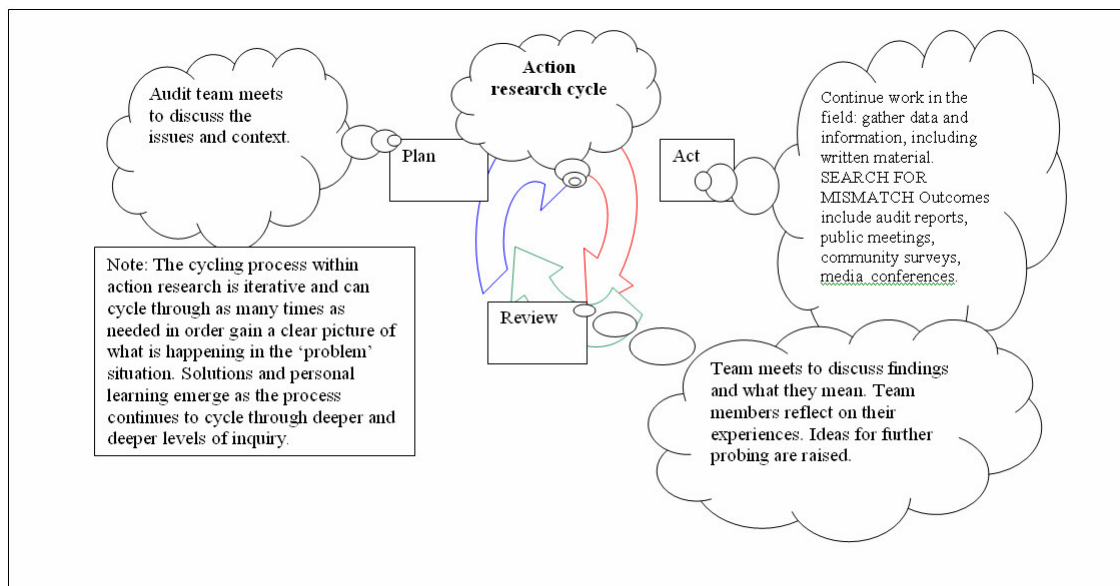 Action
research cycle
Audit team meets
to discuss the
issues and context.
Plan
Act
Continue work in the
field: gather data and
information, including
written material.
SEARCH FOR
MISMATCH Outcomes
include audit reports,
public meetings,
community surveys,
media conferences.
Note: The cycling process within
action research is iterative and can
cycle through as many times as
needed in order gain a clear picture of
what is happening in the ‘problem’
situation. Solutions and personal
learning emerge as the process
continues to cycle through deeper and
deeper levels of inquiry.
Review
Team meets to discuss findings
and what they mean. Team
members reflect on their
experiences. Ideas for further
probing are raised.